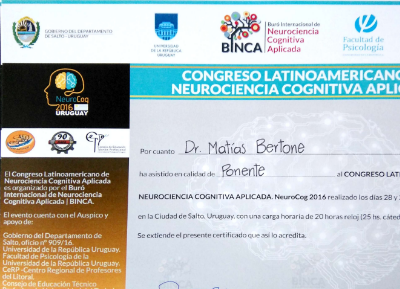 GOBIERNO DEL DEPARTAMENTO
DE SALTO - URUGUAY
UNIVERSIDAD
DE LA REPÚBLICA
URUGUAY
BINCA
Buró Internacional de
Neurociencia
Cognitiva
Aplicada
Facultad de
Psicología
CONGRESO LATINOAMERICANO
NEUROCIENCIA COGNITIVA APLI
NeuroCog
2016
URUGUAY
90
Por cuanto Dr. Matías Bertone
ha asistido en calidad de Ponente al CONGRESO LAT
NEUROCIENCIA COGNITIVA APLICADA. NeuroCog 2016 realizado los días 28 y
en la Ciudad de Salto, Uruguay, con una carga horaria de 20 horas reloj (25 hs. cáted
Se extiende el presente certificado que así lo acredita.
El Congreso Latinoamericano de
Neurociencia Cognitiva Aplicada
es organizado por el Buró
Internacional de Neurociencia
Cognitiva Aplicada | BINCA.
El evento cuenta con el Auspicio y
apoyo de:
Gobierno del Departamento de
Salto, oficio nº 909/16.
Universidad de la República Uruguay.
Facultad de Psicología de la
Universidad de la República Uruguay.
CeRP -Centro Regional de Profesores
del Litoral.
Consejo de Educación Técnico